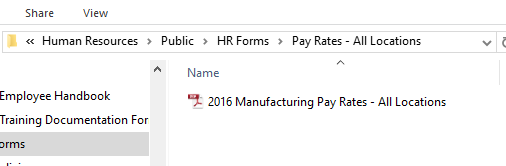 Share View
« Human Resources > Public > HR Forms > Pay Rates - All Locations
Name
2016 Manufacturing Pay Rates - All Locations
Employee Handbook
Training Documentation For
orms